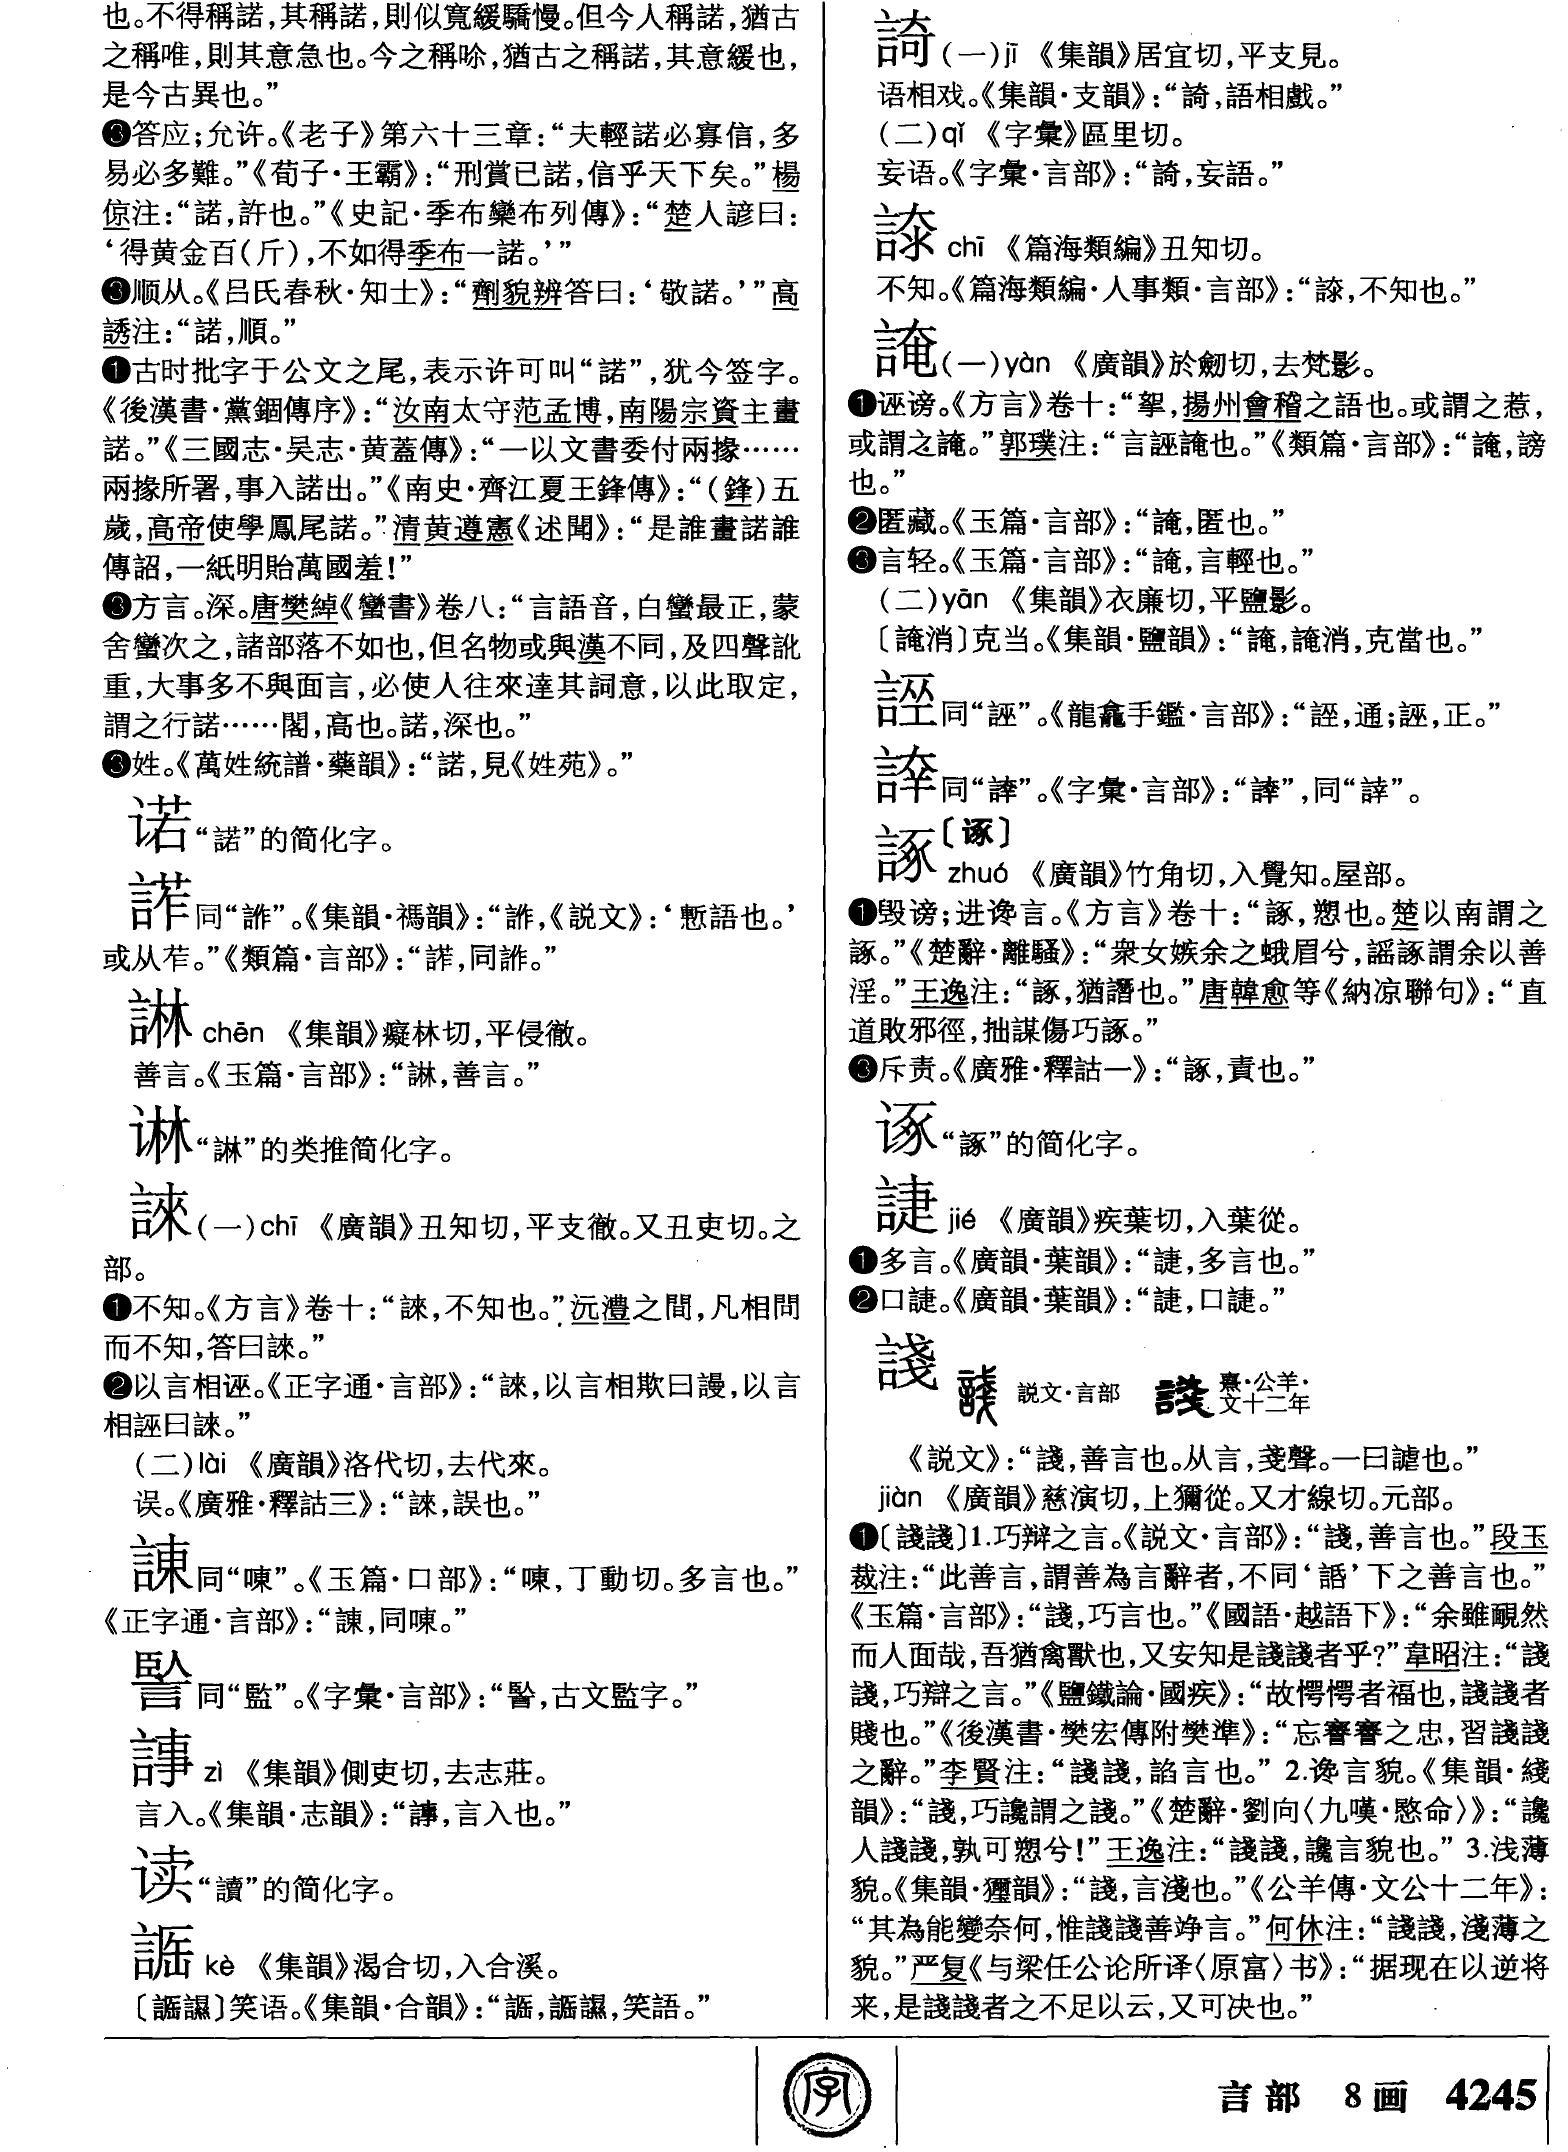 也。不得稱諾，其稱諾，則似寬緩驕慢。但今人稱諾，猶古
之稱唯，則其意急也。今之稱喻，猶古之稱諾，其意緩也，
是今古異也。”
❸答应；允许。《老子》第六十三章：“夫輕諾必寡信，多
易必多難。”《荀子·王霸》：“刑賞已諾，信乎天下矣。”楊
倞注：“諾，許也。”《史記·季布欒布列傳》：“楚人諺曰：
‘得黄金百(斤)，不如得季布一諾。’”
❸顺从。《吕氏春秋·知士》：“劑貌辨答曰：‘敬諾。’”高
誘注：“諾，順。”
❶古时批字于公文之尾，表示许可叫“諾”，犹今签字。
《後漢書·黨錮傳序》：“汝南太守范孟博，南陽宗資主畫
諾。”《三國志·吴志·黄蓋傳》：“一以文書委付兩掾……
兩掾所署，事入諾出。”《南史·齊江夏王鋒傳》：“(鋒)五
歲，高帝使學鳳尾諾。”清黄遵憲《述聞》：“是誰畫諾誰
傳詔，一紙明貽萬國羞！”
❸方言。深。唐樊綽《蠻書》卷八：“言語音，白蠻最正，蒙
舍蠻次之，諸部落不如也，但名物或與漢不同，及四聲訛
重，大事多不與面言，必使人往來達其詞意，以此取定，
謂之行諾……閣，高也。諾，深也。”
❸姓。《萬姓統譜·藥韻》：“諾，見《姓苑》。”
诺“諾”的简化字。
䛽同“詐”。《集韻·禡韻》：“詐，《説文》：‘慙語也。’
或从苲。”《類篇·言部》：“䛽，同詐。”
諃 chēn 《集韻》癡林切，平侵徹。
善言。《玉篇·言部》：“諃，善言。”
𬤀“諃”的类推简化字。
誺(一)chī 《廣韻》丑知切，平支徹。又丑吏切。之
部。
❶不知。《方言》卷十：“誺，不知也。”沅澧之間，凡相問
而不知，答曰誺。”
❷以言相诬。《正字通·言部》：“誺，以言相欺曰謾，以言
相誣曰誺。”
(二)lài 《廣韻》洛代切，去代來。
误。《廣雅·釋詁三》：“誺，誤也。”
諌同“㖦”。《玉篇·口部》：“㖦，丁動切。多言也。”
《正字通·言部》：“諌，同㖦。”
𧨠同“監”。《字彙·言部》：“𧨠，古文監字。”
䛽 zì 《集韻》側吏切，去志莊。
言入。《集韻·志韻》：“䛽，言入也。”
读“讀”的简化字。
kè 《集韻》渴合切，入合溪。
笑语。《集韻·合韻》：“笑語。”
䛴(一)jī 《集韻》居宜切，平支見。
语相戏。《集韻·支韻》：“䛴，語相戲。”
(二)qǐ 《字彙》區里切。
妄语。《字彙·言部》：“䛴，妄語。”
chī 《篇海類編》丑知切。
不知。《篇海類編·人事類·言部》：“不知也。”
䛳(一)yàn 《廣韻》於劒切，去梵影。
❶诬谤。《方言》卷十：“挐，揚州會稽之語也。或謂之惹，
或謂之䛳。”郭璞注：“言誣䛳也。”《類篇·言部》：“䛳，謗
也。”
❷匿藏。《玉篇·言部》：“䛳，匿也。”
❸言轻。《玉篇·言部》：“䛳，言輕也。”
(二)yān 《集韻》衣廉切，平鹽影。
〔䛳消〕克当。《集韻·鹽韻》：“䛳，䛳消，克當也。”
同“誣”。《龍龕手鑑·言部》：“通；誣，正。”
誶同“䜅”。《字彙·言部》：
諑〔诼〕
zhuó 《廣韻》竹角切，入覺知。屋部。
❶毁谤；进谗言。《方言》卷十：“諑，愬也。楚以南謂之
諑。”《楚辭·離騷》：“衆女嫉余之蛾眉兮，謡諑謂余以善
淫。”王逸注：“諑，猶譖也。”唐韓愈等《納凉聯句》：“直
道敗邪徑，拙謀傷巧諑。”
❸斥责。《廣雅·釋詁一》：“諑，責也。”
诼“諑”的简化字。
誱 jié 《廣韻》疾葉切，入葉從。
❶多言。《廣韻·葉韻》：“誱，多言也。”
❷口誱。《廣韻·葉韻》：“誱，口誱。”
諓 説文·言部 熹·公羊·文十二年
《説文》：“諓，善言也。从言，戔聲。一曰謔也。”
jiàn 《廣韻》慈演切，上獮從。又才線切。元部。
❶〔諓諓〕1.巧辩之言。《説文·言部》：“諓，善言也。”段玉
裁注：“此善言，謂善為言辭者，不同‘䛡’下之善言也。”
《玉篇·言部》：“諓，巧言也。”《國語·越語下》：“余雖靦然
而人面哉，吾猶禽獸也，又安知是諓諓者乎？”韋昭注：“諓
諓，巧辯之言。”《鹽鐵論·國疾》：“故愕愕者福也，諓諓者
賤也。”《後漢書·樊宏傳附樊準》：“忘謇謇之忠，習諓諓
之辭。”李賢注：“諓諓，諂言也。” 2.谗言貌。《集韻·綫
韻》：“諓，巧讒謂之諓。”《楚辭·劉向〈九嘆·愍命〉》：“讒
人諓諓，孰可愬兮！”王逸注：“諓諓，讒言貌也。” 3.浅薄
貌。《集韻·獮韻》：“諓，言淺也。”《公羊傳·文公十二年》：
“其為能變奈何，惟諓諓善竫言。”何休注：“諓諓，淺薄之
貌。”严复《与梁任公论所译〈原富〉书》：“据现在以逆将
来，是諓諓者之不足以云，又可决也。”
字
言部 8画 4245